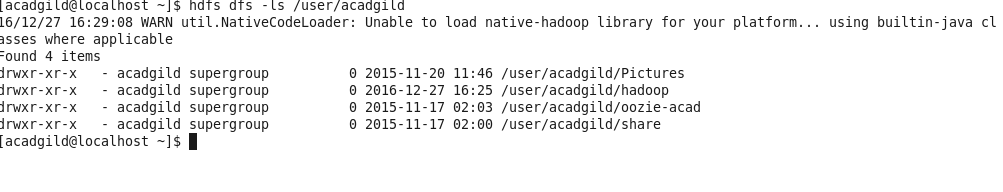 [acadgild@localhost ~]$ hdfs dfs -ls /user/acadgild
16/12/27 16:29:08 WARN util.NativeCodeLoader: Unable to load native-hadoop library for your platform... using builtin-java cl
asses where applicable
Found 4 items
drwxr-xr-x   - acadgild supergroup          0 2015-11-20 11:46 /user/acadgild/Pictures
drwxr-xr-x   - acadgild supergroup          0 2016-12-27 16:25 /user/acadgild/hadoop
drwxr-xr-x   - acadgild supergroup          0 2015-11-17 02:03 /user/acadgild/oozie-acad
drwxr-xr-x   - acadgild supergroup          0 2015-11-17 02:00 /user/acadgild/share
[acadgild@localhost ~]$